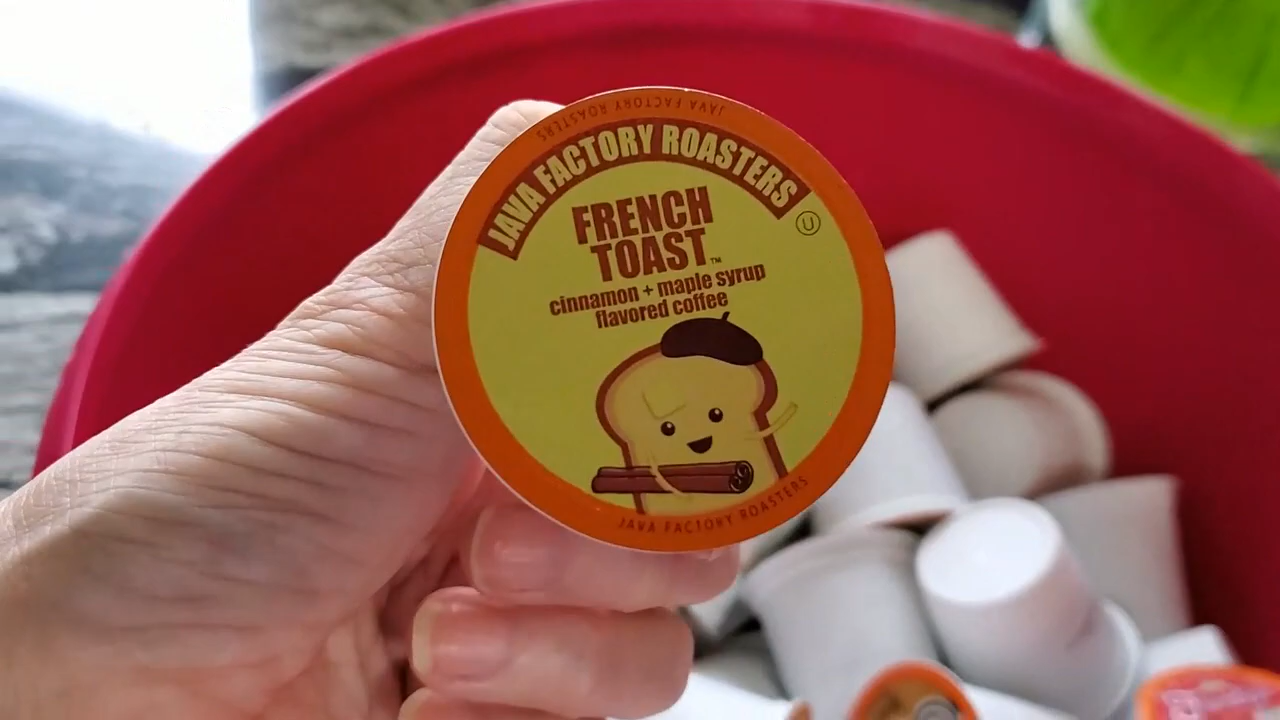 JAVA FACTORY ROASTERS
JAVA FACTORY ROASTERS
U
FRENCH
TOAST™
cinnamon + maple syrup
flavored coffee
JAVA FACTORY ROASTERS